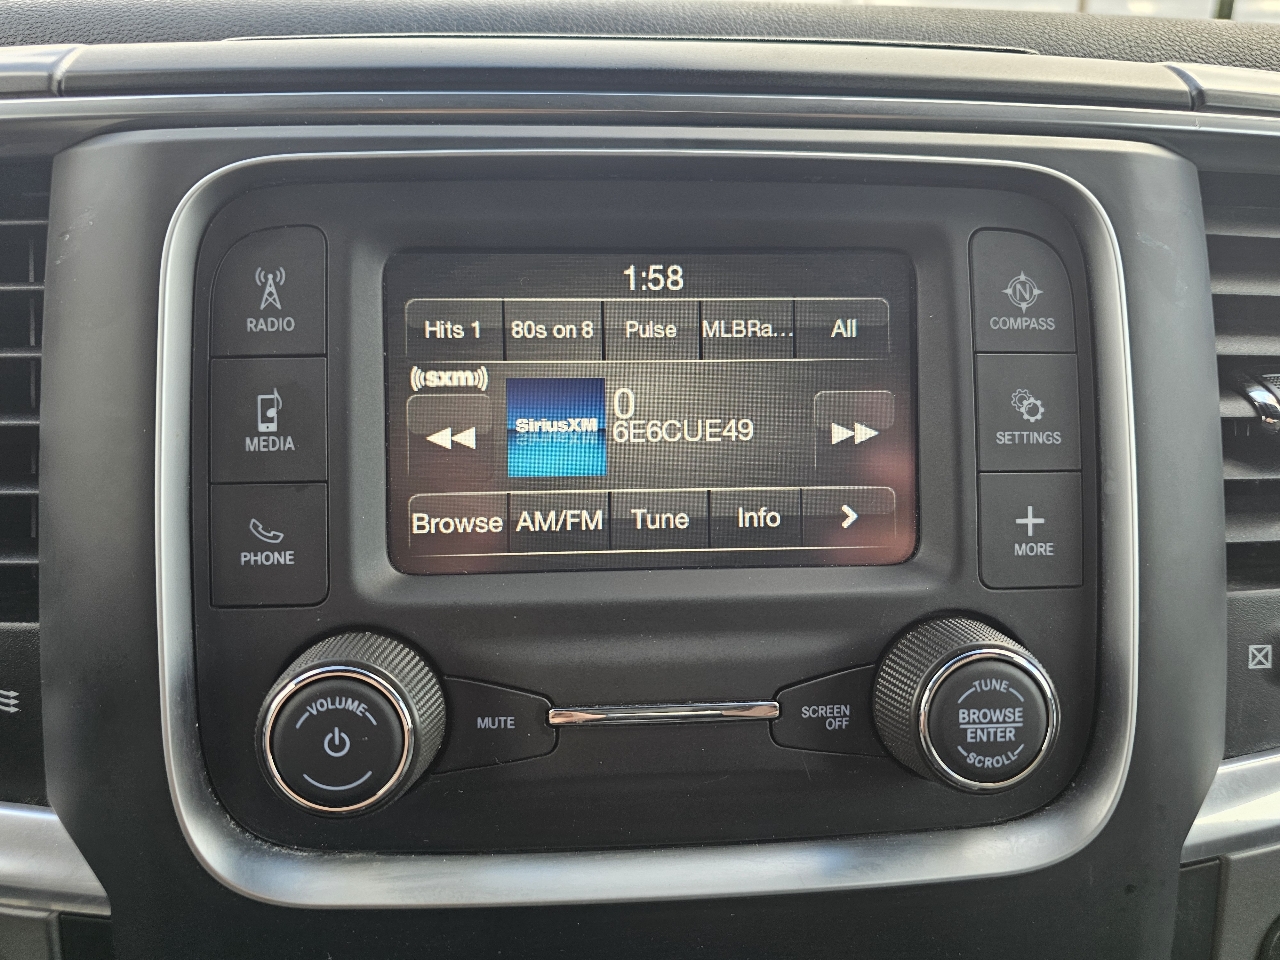 1:58
Hits 1
80s on 8
Pulse
MLBRa...
All
((sxm))
SiriusXM
0
6E6CUE49
Browse
AM/FM
Tune
Info
RADIO
MEDIA
PHONE
N
COMPASS
SETTINGS
MORE
VOLUME
MUTE
SCREEN
OFF
TUNE
BROWSE
ENTER
SCROLL